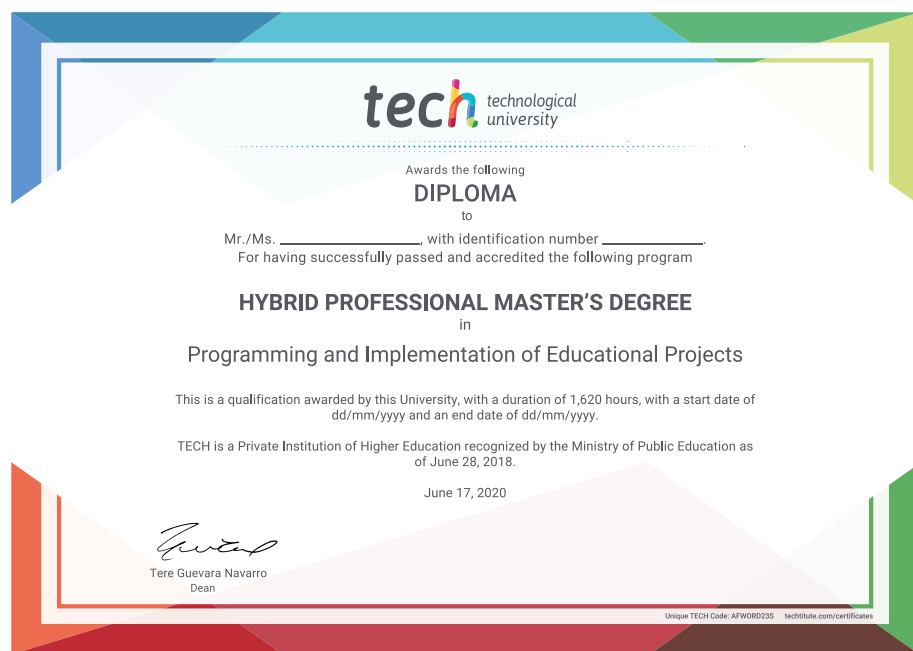 tech technological
university
Awards the following
DIPLOMA
to
Mr./Ms. ____________________, with identification number ______________.
For having successfully passed and accredited the following program
HYBRID PROFESSIONAL MASTER'S DEGREE
in
Programming and Implementation of Educational Projects
This is a qualification awarded by this University, with a duration of 1,620 hours, with a start date of
dd/mm/yyyy and an end date of dd/mm/yyyy.
TECH is a Private Institution of Higher Education recognized by the Ministry of Public Education as
of June 28, 2018.
June 17, 2020
Tere Guevara Navarro
Dean
Unique TECH Code: AFWORD23S techtitute.com/certificates